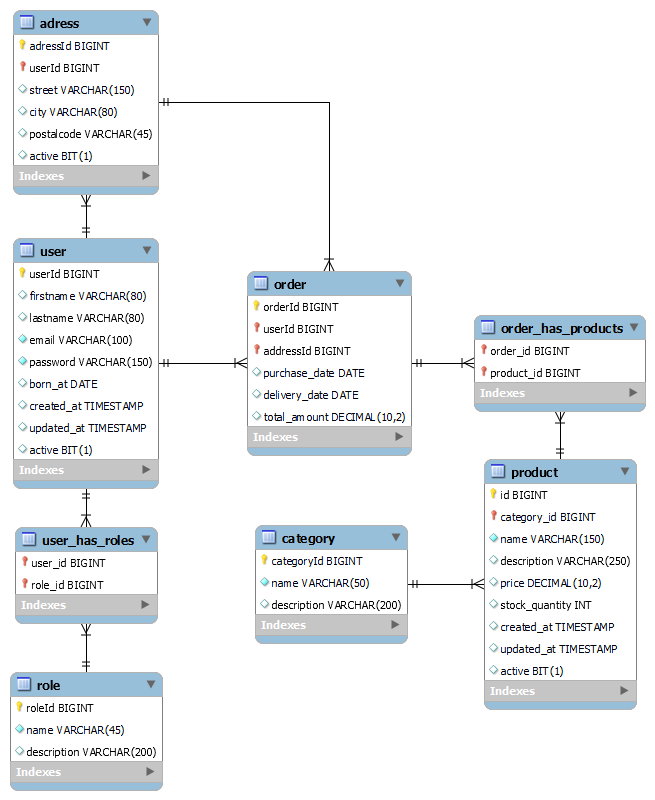 adress
adressId BIGINT
userId BIGINT
street VARCHAR(150)
city VARCHAR(80)
postalcode VARCHAR(45)
active BIT(1)
Indexes
user
userId BIGINT
firstname VARCHAR(80)
lastname VARCHAR(80)
email VARCHAR(100)
password VARCHAR(150)
born_at DATE
created_at TIMESTAMP
updated_at TIMESTAMP
active BIT(1)
Indexes
user_has_roles
user_id BIGINT
role_id BIGINT
Indexes
role
roleId BIGINT
name VARCHAR(45)
description VARCHAR(200)
Indexes
order
orderId BIGINT
userId BIGINT
addressId BIGINT
purchase_date DATE
delivery_date DATE
total_amount DECIMAL(10,2)
Indexes
category
categoryId BIGINT
name VARCHAR(50)
description VARCHAR(200)
Indexes
order_has_products
order_id BIGINT
product_id BIGINT
Indexes
product
id BIGINT
category_id BIGINT
name VARCHAR(150)
description VARCHAR(250)
price DECIMAL(10,2)
stock_quantity INT
created_at TIMESTAMP
updated_at TIMESTAMP
active BIT(1)
Indexes